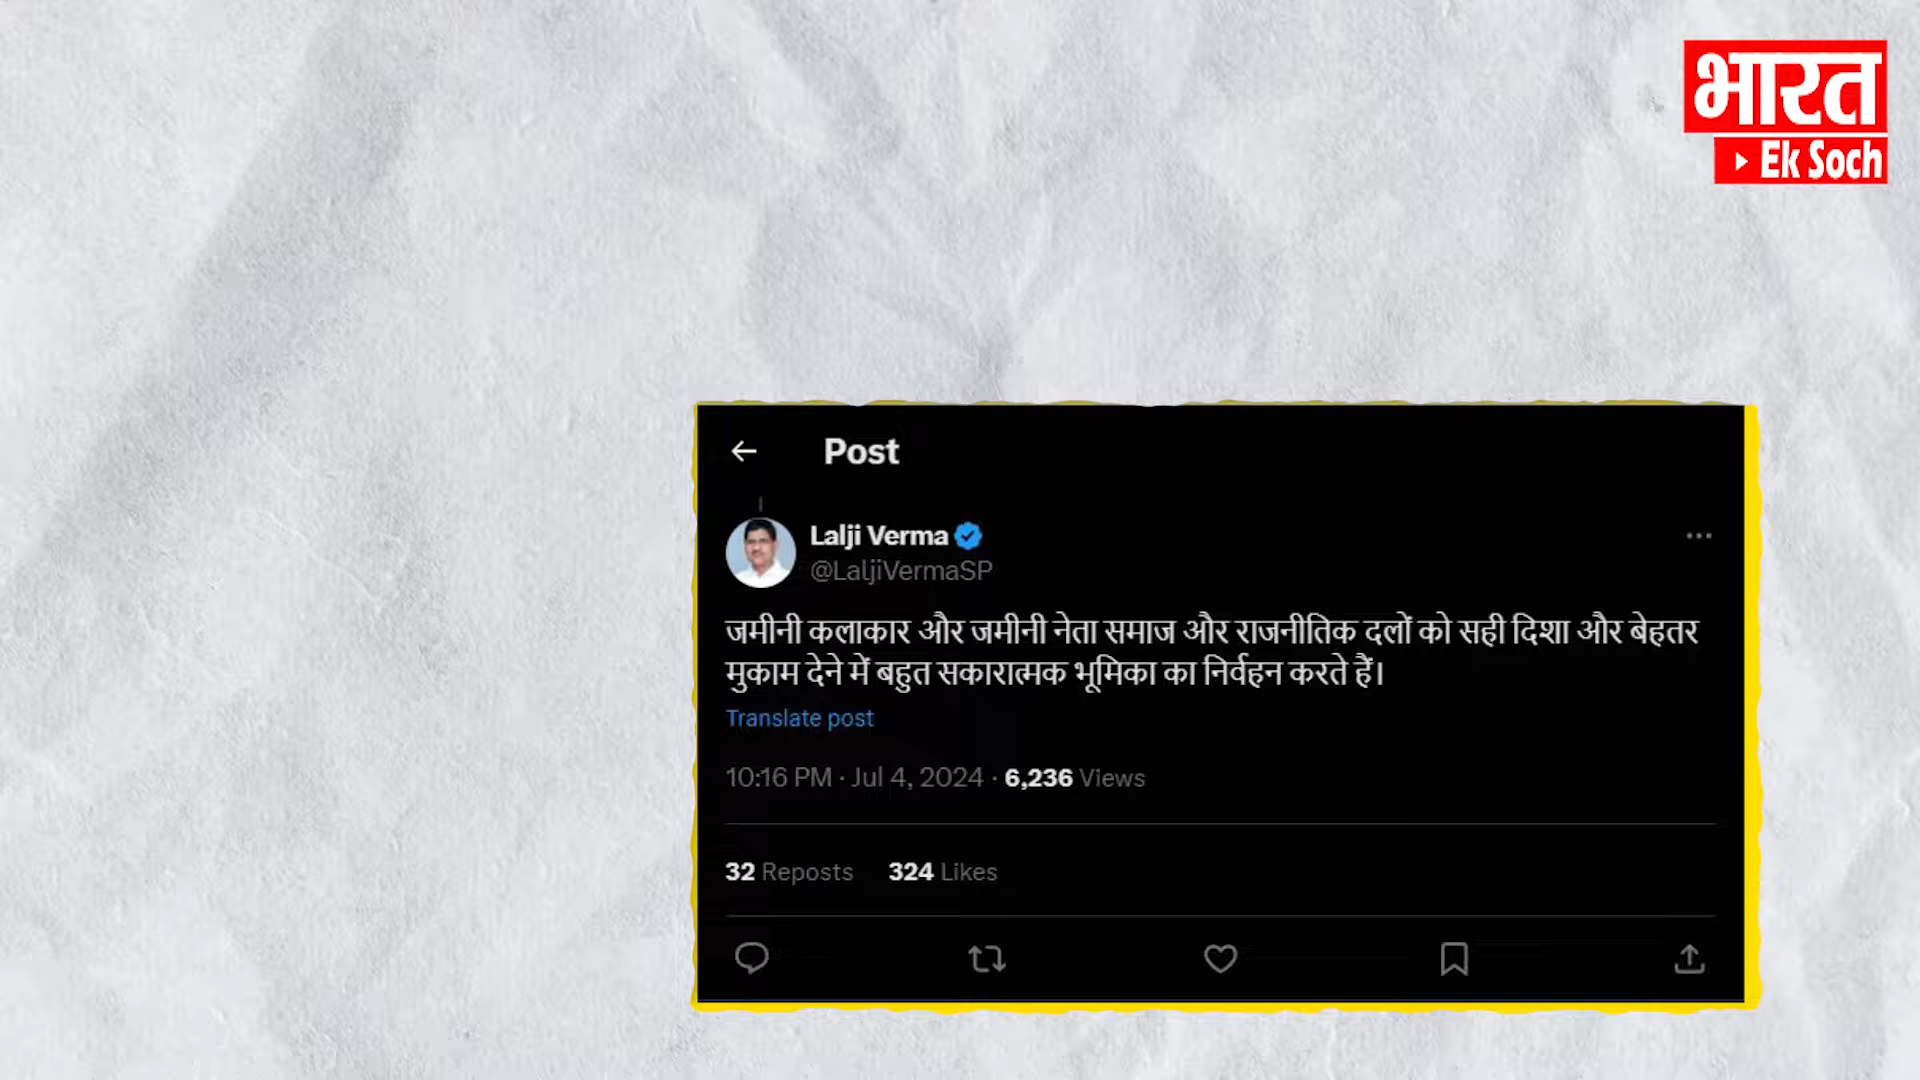 भारत
Ek Soch
Post
Lalji Verma
@LaljiVermaSP
जमीनी कलाकार और जमीनी नेता समाज और राजनीतिक दलों को सही दिशा और बेहतर
मुकाम देने में बहुत सकारात्मक भूमिका का निर्वहन करते हैं।
Translate post
10:16 PM · Jul 4, 2024 · 6,236 Views
32 Reposts 324 Likes